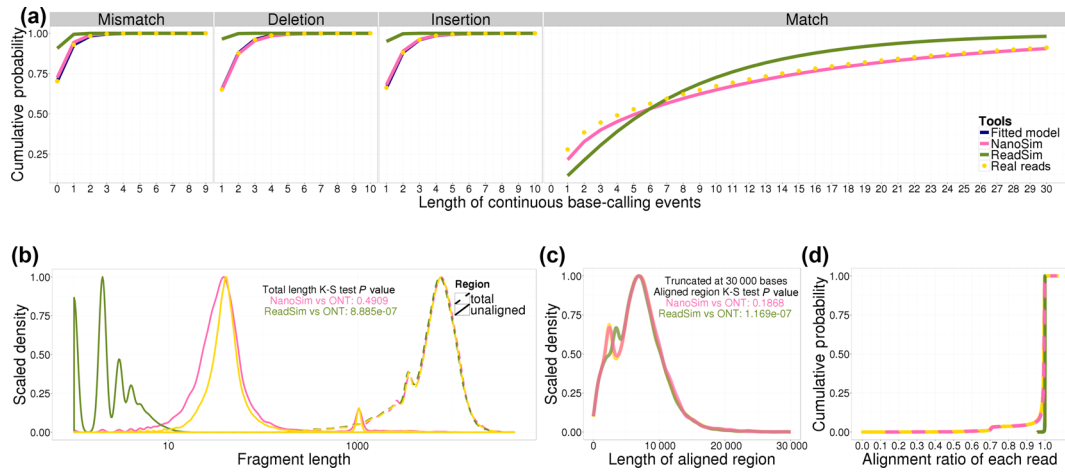 (a)
Mismatch Deletion Insertion Match
Cumulative probability
1.00
0.75
0.50
0.25
Tools
Fitted model
NanoSim
ReadSim
Real reads
0 1 2 3 4 5 6 7 8 9 1 2 3 4 5 6 7 8 9 10 1 2 3 4 5 6 7 8 9 10 0 1 2 3 4 5 6 7 8 9 10 11 12 13 14 15 16 17 18 19 20 21 22 23 24 25 26 27 28 29 30
Length of continuous base-calling events
(b)
Scaled density
1.00
0.75
0.50
0.25
0.00
Total length K-S test P value
NanoSim vs ONT: 0.4909
ReadSim vs ONT: 8.885e-07
Region
total
unaligned
10 1000
Fragment length
(c)
Scaled density
1.00
0.75
0.50
0.25
0.00
Truncated at 30 000 bases
Aligned region K-S test P value
NanoSim vs ONT: 0.1868
ReadSim vs ONT: 1.169e-07
0 10 000 20 000 30 000
Length of aligned region
(d)
Cumulative probability
1.00
0.75
0.50
0.25
0.00
0.0 0.1 0.2 0.3 0.4 0.5 0.6 0.7 0.8 0.9 1.0
Alignment ratio of each read